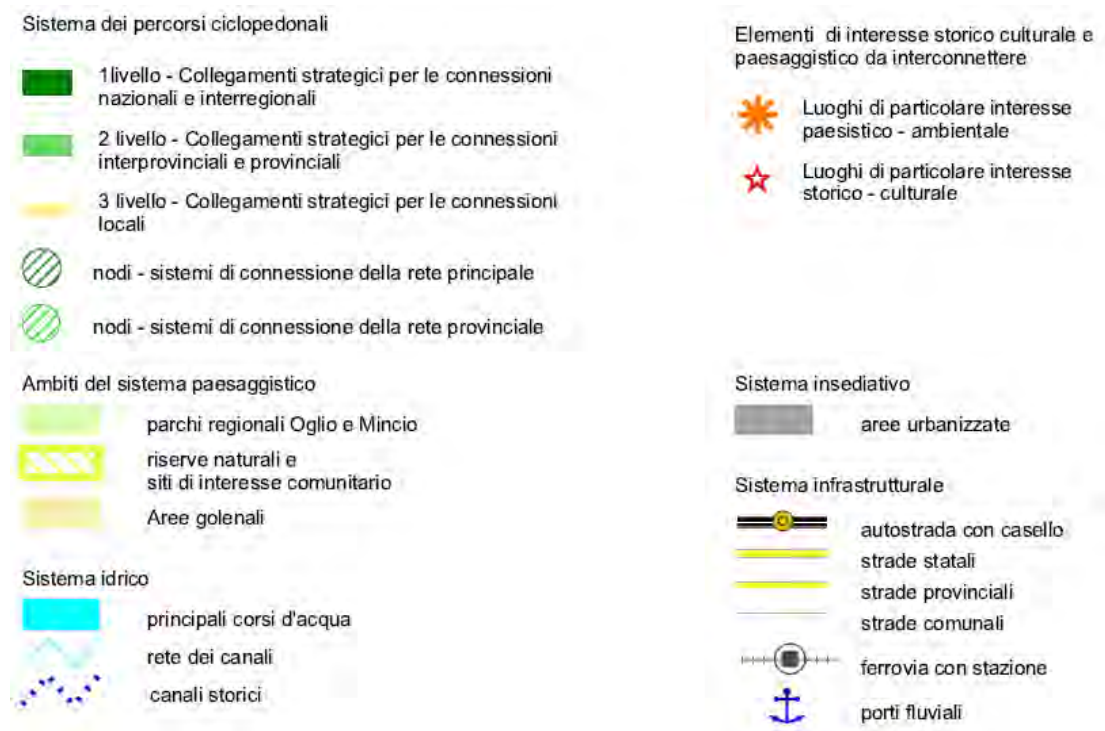 Sistema dei percorsi ciclopedonali
1livello - Collegamenti strategici per le connessioni
nazionali e interregionali
2 livello - Collegamenti strategici per le connessioni
interprovinciali e provinciali
3 livello - Collegamenti strategici per le connessioni
locali
nodi - sistemi di connessione della rete principale
nodi - sistemi di connessione della rete provinciale
Elementi di interesse storico culturale e
paesaggistico da interconnettere
Luoghi di particolare interesse
paesistico - ambientale
Luoghi di particolare interesse
storico - culturale
Ambiti del sistema paesaggistico
parchi regionali Oglio e Mincio
riserve naturali e
siti di interesse comunitario
Aree golenali
Sistema idrico
principali corsi d'acqua
rete dei canali
canali storici
Sistema insediativo
aree urbanizzate
Sistema infrastrutturale
autostrada con casello
strade statali
strade provinciali
strade comunali
ferrovia con stazione
porti fluviali